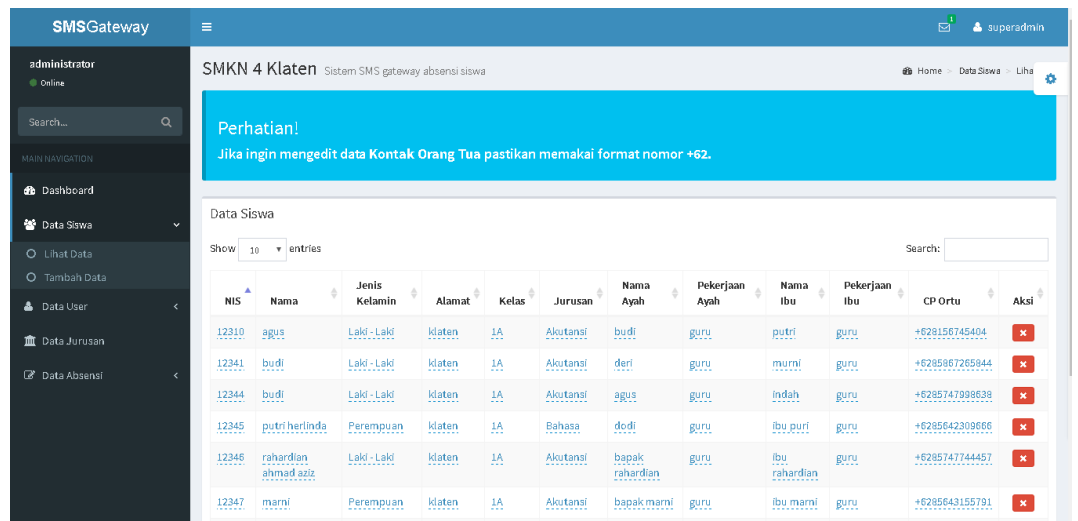 SMSGateway
1
superadmin
administrator
Online
Search...
MAIN NAVIGATION
Dashboard
Data Siswa
Lihat Data
Tambah Data
Data User
Data Jurusan
Data Absensi
SMKN 4 Klaten Sistem SMS gateway absensi siswa
Home > Data Siswa > Liha
Perhatian!
Jika ingin mengedit data Kontak Orang Tua pastikan memakai format nomor +62.
Data Siswa
Show 10 entries
Search:
NIS Nama Jenis Kelamin Alamat Kelas Jurusan Nama Ayah Pekerjaan Ayah Nama Ibu Pekerjaan Ibu CP Ortu Aksi
12310 agus Laki - Laki klaten 1A Akutansi budi guru putri guru +628156745404
12341 budi Laki - Laki klaten 1A Akutansi deri guru murni guru +6285867265844
12344 budi Laki - Laki klaten 1A Akutansi agus guru indah guru +6285747998638
12345 putri herlinda Perempuan klaten 1A Bahasa dodi guru ibu puri guru +6285642309666
12346 rahardian ahmad aziz Laki - Laki klaten 1A Akutansi bapak rahardian guru ibu rahardian guru +6285747744457
12347 marni Perempuan klaten 1A Akutansi bapak marni guru ibu marni guru +6285643155791